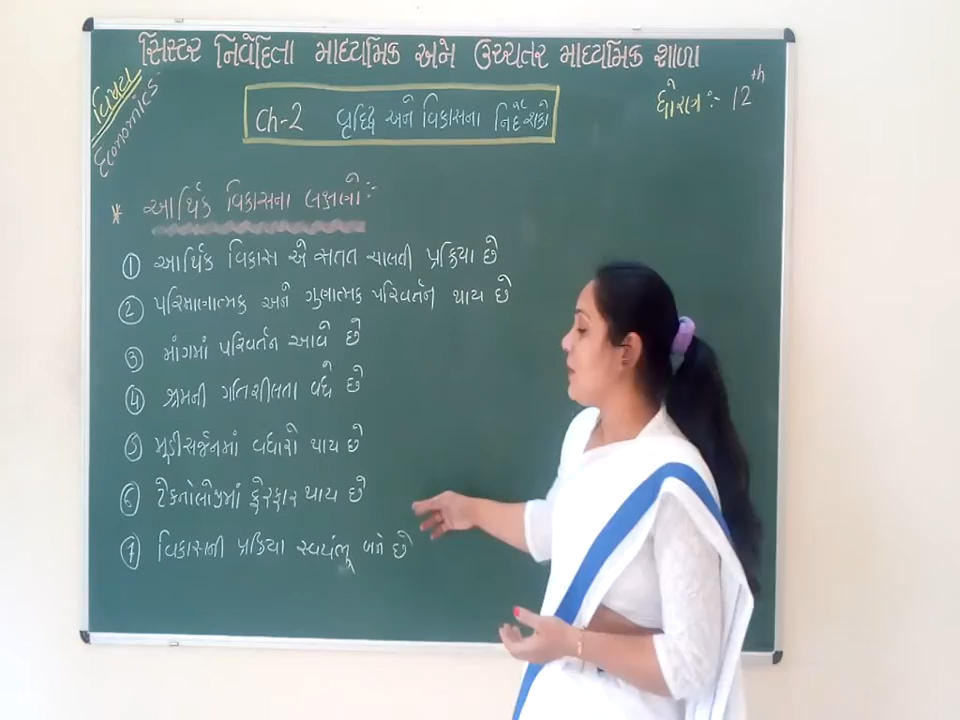 સિસ્ટર નિવેદિતા માધ્યમિક અને ઉચ્ચતર માધ્યમિક શાળા
વિષય
Economics
Ch-2 વૃદ્ધિ અને વિકાસના નિર્દેશકો
ધોરણ :- 12th
* આર્થિક વિકાસના લક્ષણો :-
① આર્થિક વિકાસ એ સતત ચાલતી પ્રક્રિયા છે
② પરિમાણાત્મક અને ગુણાત્મક પરિવર્તન થાય છે
③ માંગમાં પરિવર્તન આવે છે
④ શ્રમની ગતિશીલતા વધે છે
⑤ મૂડીસર્જનમાં વધારો થાય છે
⑥ ટેકનોલોજીમાં ફેરફાર થાય છે
⑦ વિકાસની પ્રક્રિયા સ્વયંભૂ બને છે